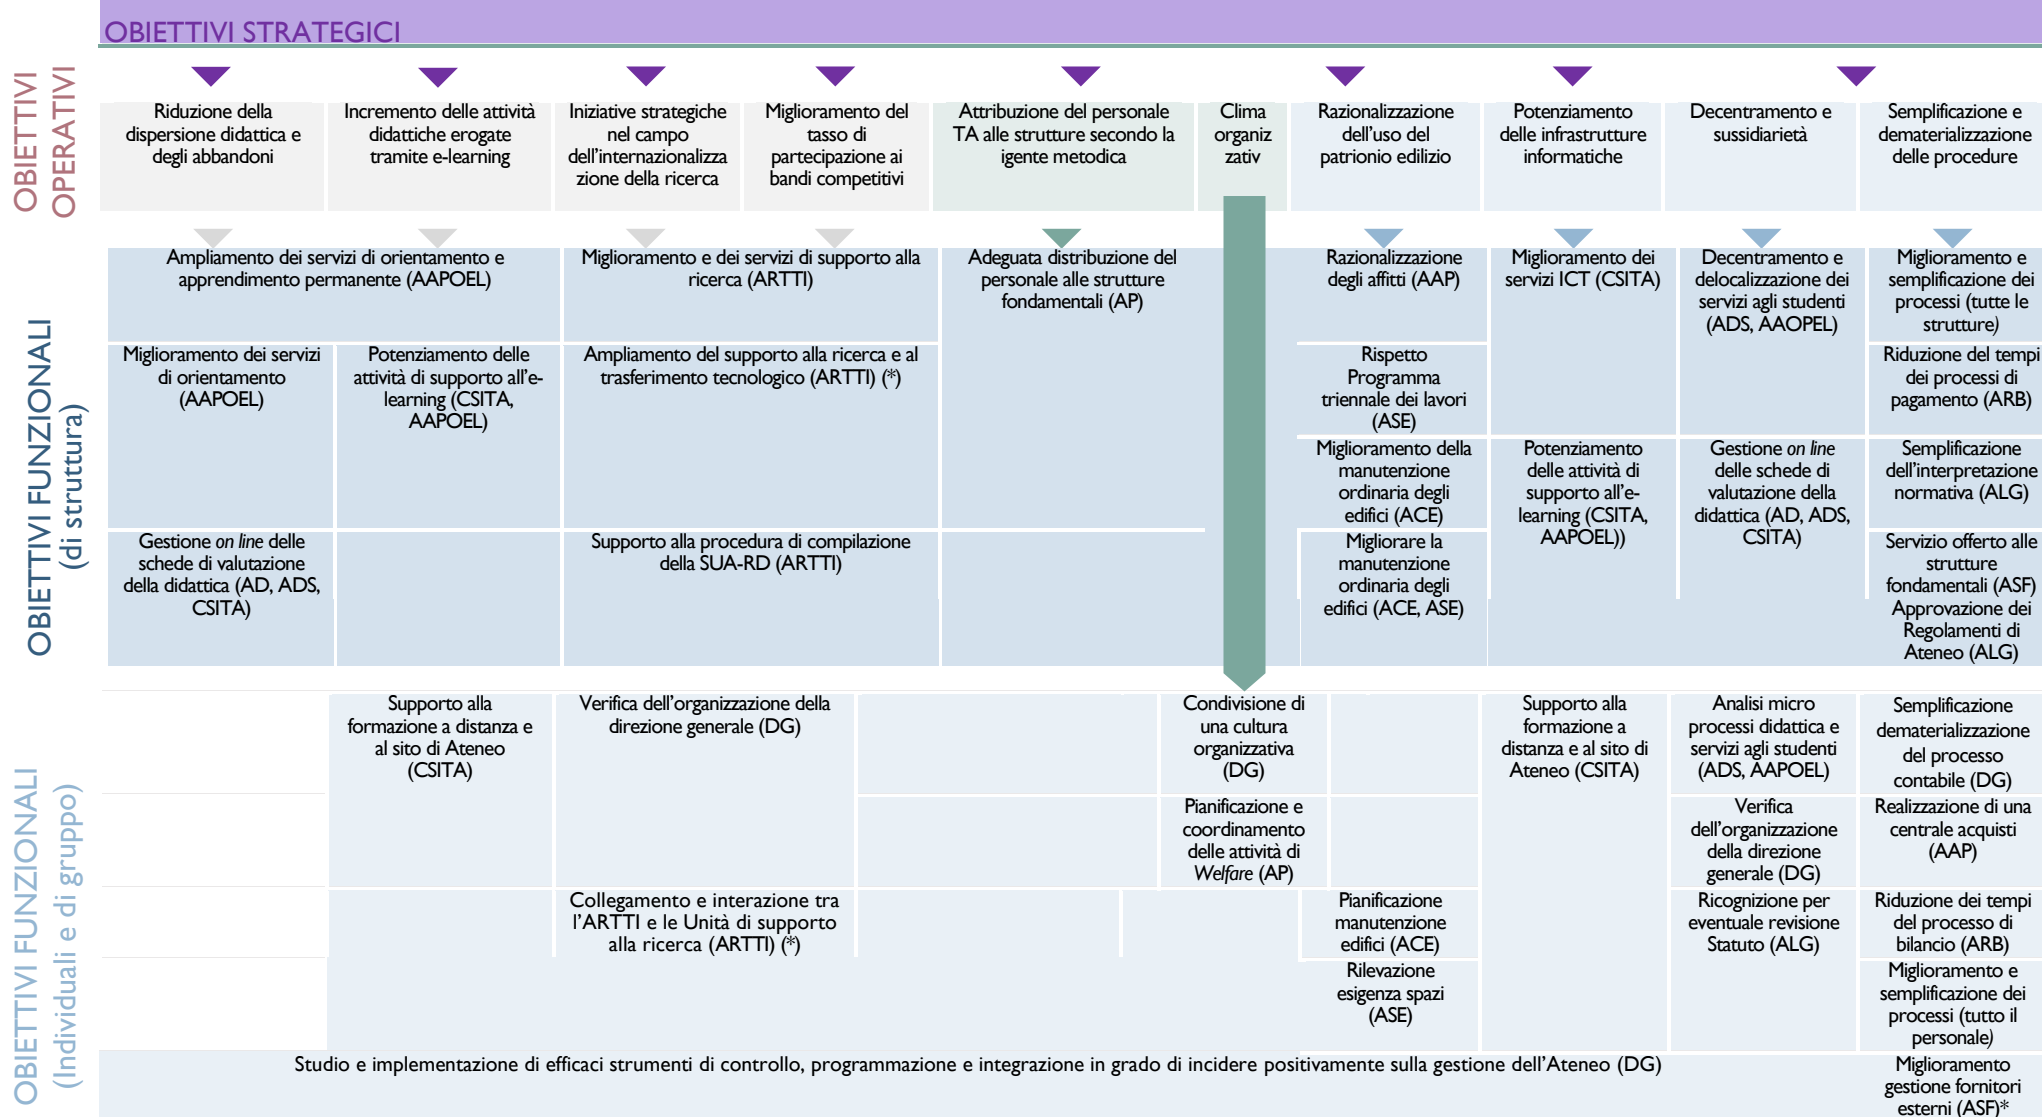 OBIETTIVI STRATEGICI
OBIETTIVI
OPERATIVI
Riduzione della
dispersione didattica e
degli abbandoni
Incremento delle attività
didattiche erogate
tramite e-learning
Iniziative strategiche
nel campo
dell'internazionalizza
zione della ricerca
Miglioramento del
tasso di
partecipazione ai
bandi competitivi
Attribuzione del personale
TA alle strutture secondo la
igente metodica
Clima
organiz
zativ
Razionalizzazione
dell'uso del
patrionio edilizio
Potenziamento
delle infrastrutture
informatiche
Decentramento e
sussidiarietà
Semplificazione e
dematerializzazione
delle procedure
OBIETTIVI FUNZIONALI
(di struttura)
Ampliamento dei servizi di orientamento e
apprendimento permanente (AAPOEL)
Miglioramento e dei servizi di supporto alla
ricerca (ARTTI)
Adeguata distribuzione del
personale alle strutture
fondamentali (AP)
Razionalizzazione
degli affitti (AAP)
Miglioramento dei
servizi ICT (CSITA)
Decentramento e
delocalizzazione dei
servizi agli studenti
(ADS, AAOPEL)
Miglioramento e
semplificazione dei
processi (tutte le
strutture)
Miglioramento dei servizi
di orientamento
(AAPOEL)
Potenziamento delle
attività di supporto all'e-
learning (CSITA,
AAPOEL)
Ampliamento del supporto alla ricerca e al
trasferimento tecnologico (ARTTI) (*)
Rispetto
Programma
triennale dei lavori
(ASE)
Riduzione del tempi
dei processi di
pagamento (ARB)
Miglioramento della
manutenzione
ordinaria degli
edifici (ACE)
Potenziamento
delle attività di
supporto all'e-
learning (CSITA,
AAPOEL))
Gestione on line
delle schede di
valutazione della
didattica (AD, ADS,
CSITA)
Semplificazione
dell'interpretazione
normativa (ALG)
Gestione on line delle
schede di valutazione
della didattica (AD, ADS,
CSITA)
Supporto alla procedura di compilazione
della SUA-RD (ARTTI)
Migliorare la
manutenzione
ordinaria degli
edifici (ACE, ASE)
Servizio offerto alle
strutture
fondamentali (ASF)
Approvazione dei
Regolamenti di
Ateneo (ALG)
OBIETTIVI FUNZIONALI
(Individuali e di gruppo)
Supporto alla
formazione a distanza e
al sito di Ateneo
(CSITA)
Verifica dell'organizzazione della
direzione generale (DG)
Condivisione di
una cultura
organizzativa
(DG)
Supporto alla
formazione a
distanza e al sito di
Ateneo (CSITA)
Analisi micro
processi didattica e
servizi agli studenti
(ADS, AAPOEL)
Semplificazione
dematerializzazione
del processo
contabile (DG)
Pianificazione e
coordinamento
delle attività di
Welfare (AP)
Verifica
dell'organizzazione
della direzione
generale (DG)
Realizzazione di una
centrale acquisti
(AAP)
Collegamento e interazione tra
l'ARTTI e le Unità di supporto
alla ricerca (ARTTI) (*)
Pianificazione
manutenzione
edifici (ACE)
Ricognizione per
eventuale revisione
Statuto (ALG)
Riduzione dei tempi
del processo di
bilancio (ARB)
Rilevazione
esigenza spazi
(ASE)
Miglioramento e
semplificazione dei
processi (tutto il
personale)
Studio e implementazione di efficaci strumenti di controllo, programmazione e integrazione in grado di incidere positivamente sulla gestione dell'Ateneo (DG)
Miglioramento
gestione fornitori
esterni (ASF)*